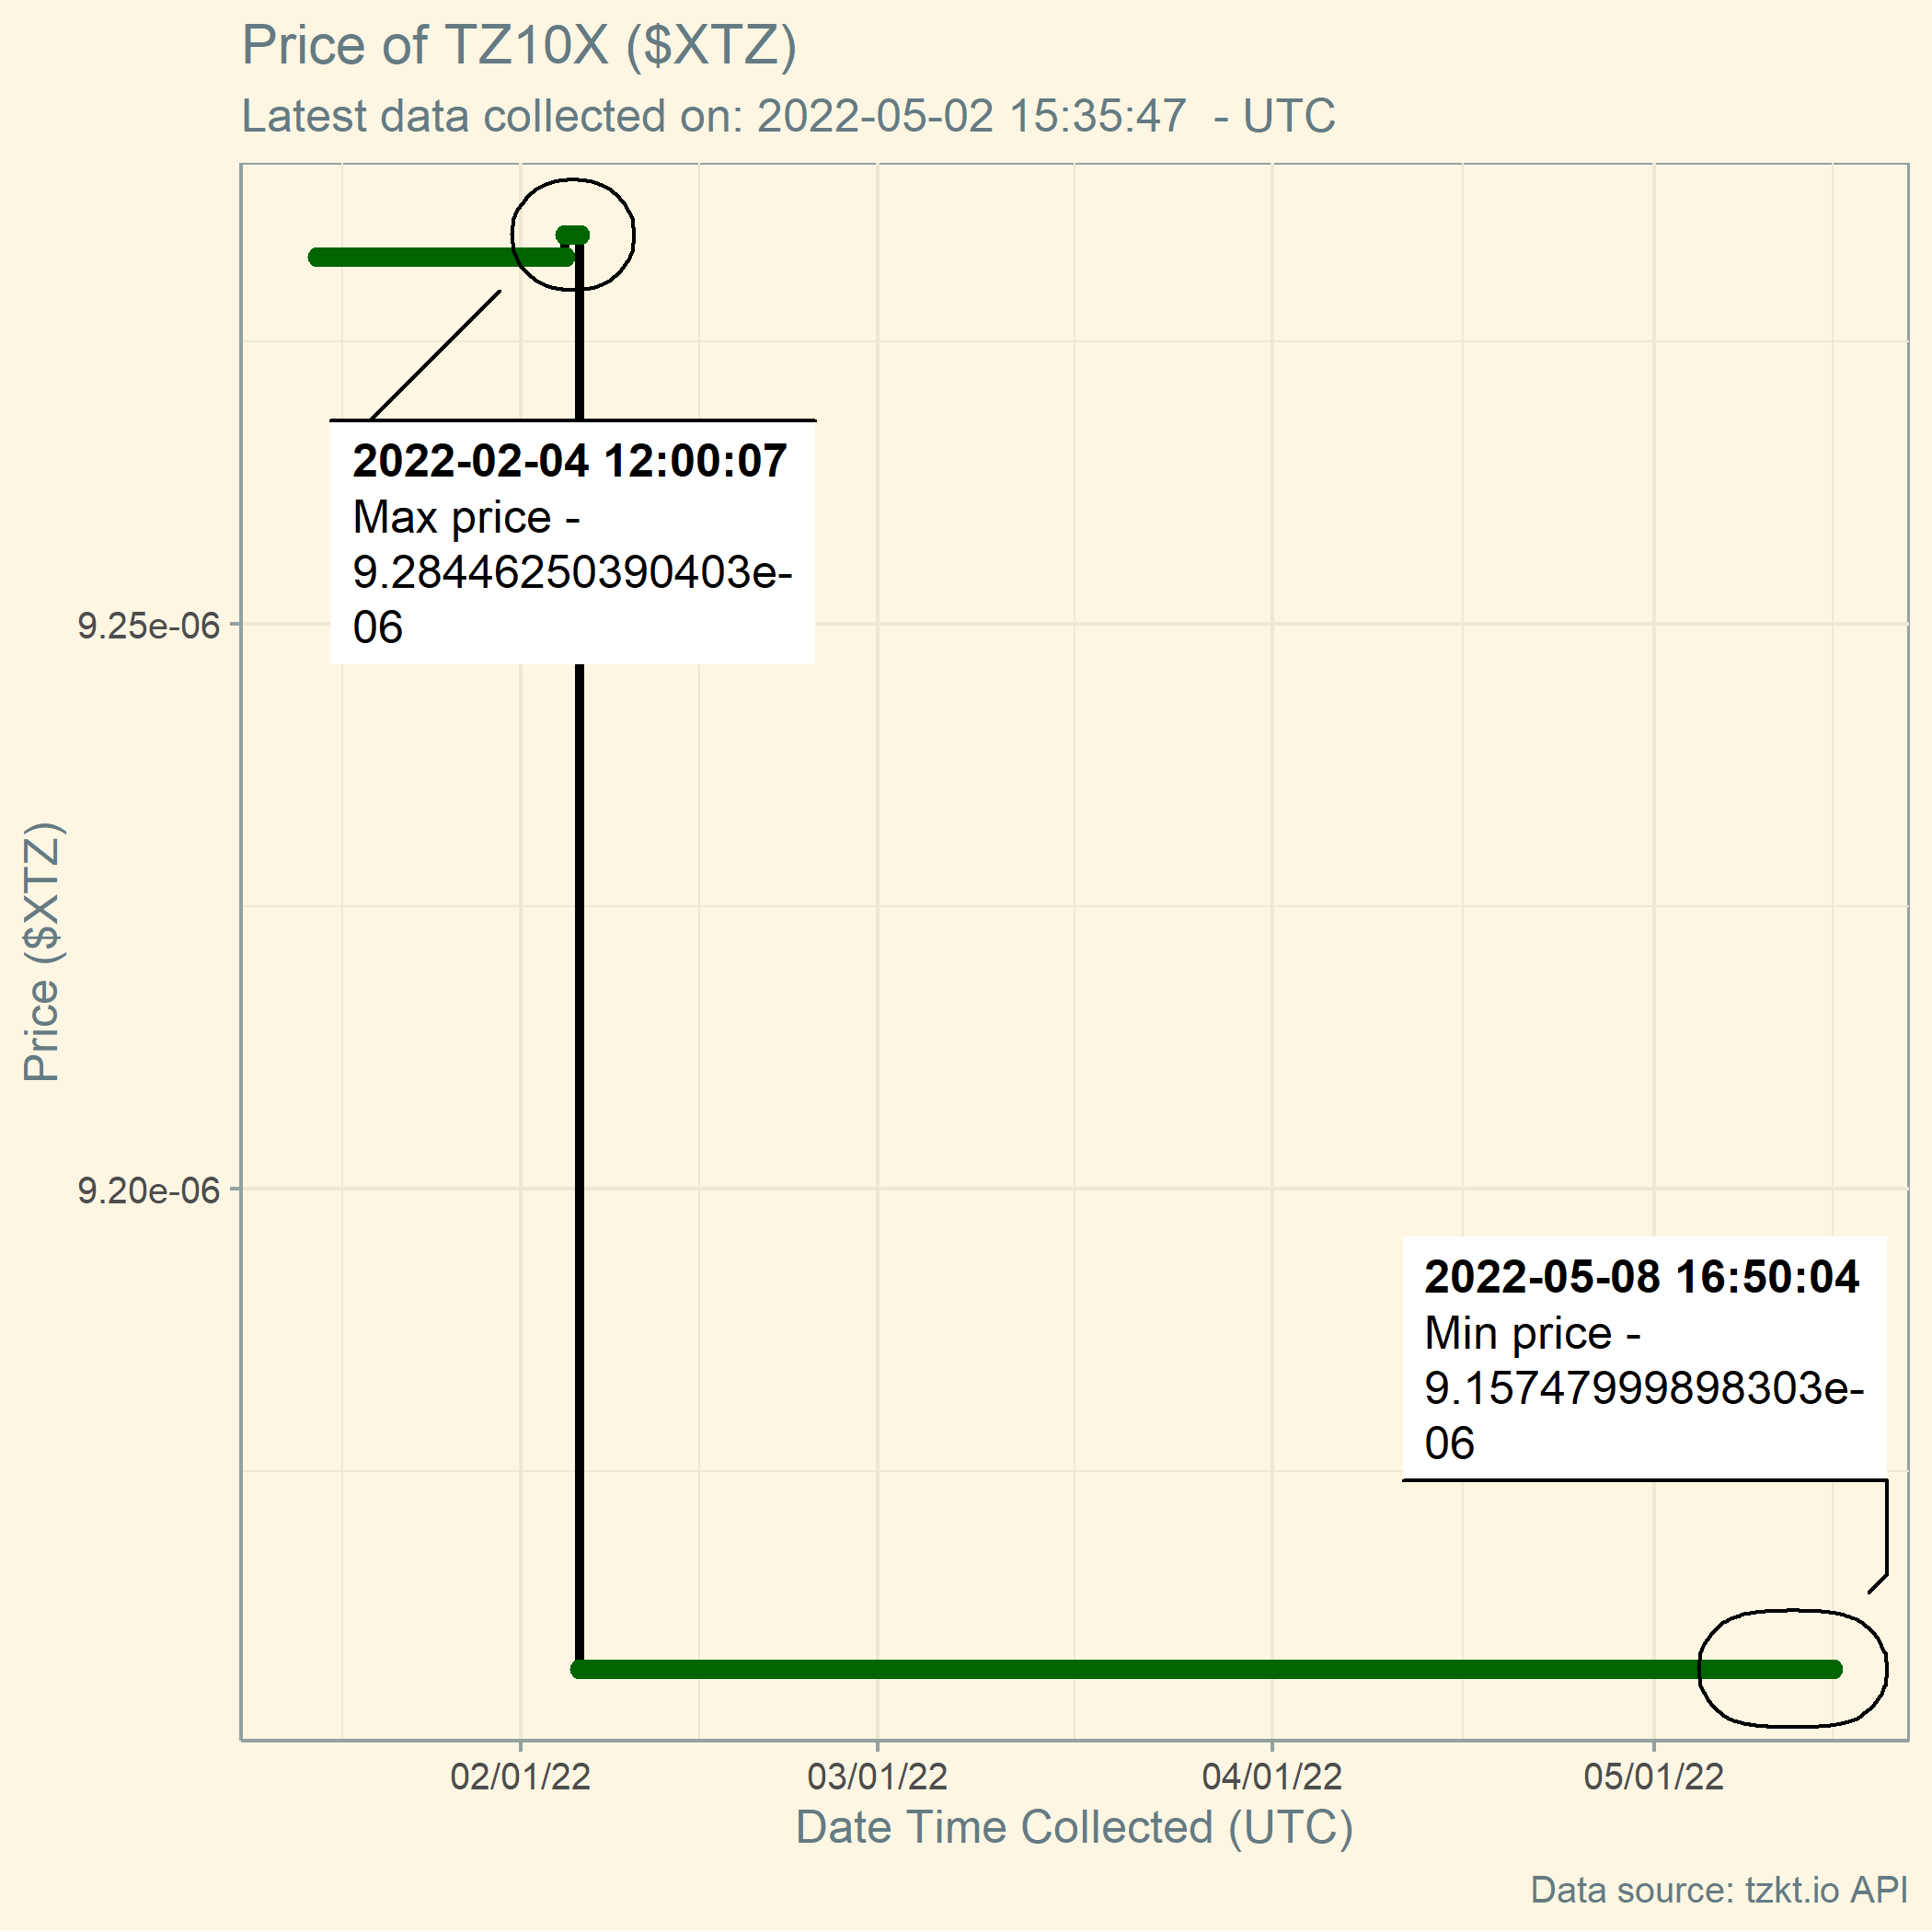 Price of TZ10X ($XTZ)
Latest data collected on: 2022-05-02 15:35:47  - UTC
2022-02-04 12:00:07
Max price -
9.28446250390403e-
06
9.25e-06
Price ($XTZ)
9.20e-06
2022-05-08 16:50:04
Min price -
9.15747999898303e-
06
02/01/22
03/01/22
04/01/22
05/01/22
Date Time Collected (UTC)
Data source: tzkt.io API